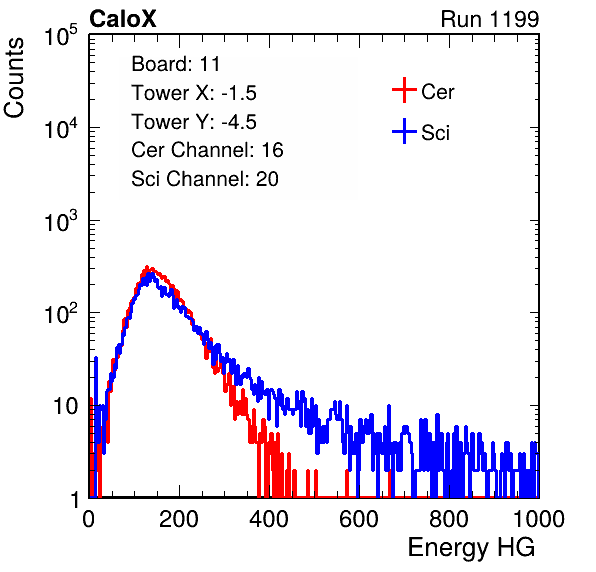 CaloX Run 1199
Counts
10^5
10^4
10^3
10^2
10
1
Board: 11
Tower X: -1.5
Tower Y: -4.5
Cer Channel: 16
Sci Channel: 20
Cer
Sci
0 200 400 600 800 1000
Energy HG